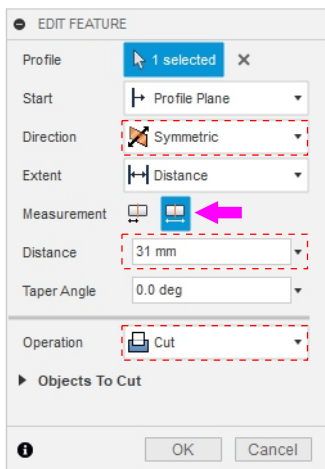 EDIT FEATURE
Profile 1 selected
Start Profile Plane
Direction Symmetric
Extent Distance
Measurement
Distance 31 mm
Taper Angle 0.0 deg
Operation Cut
Objects To Cut
OK Cancel